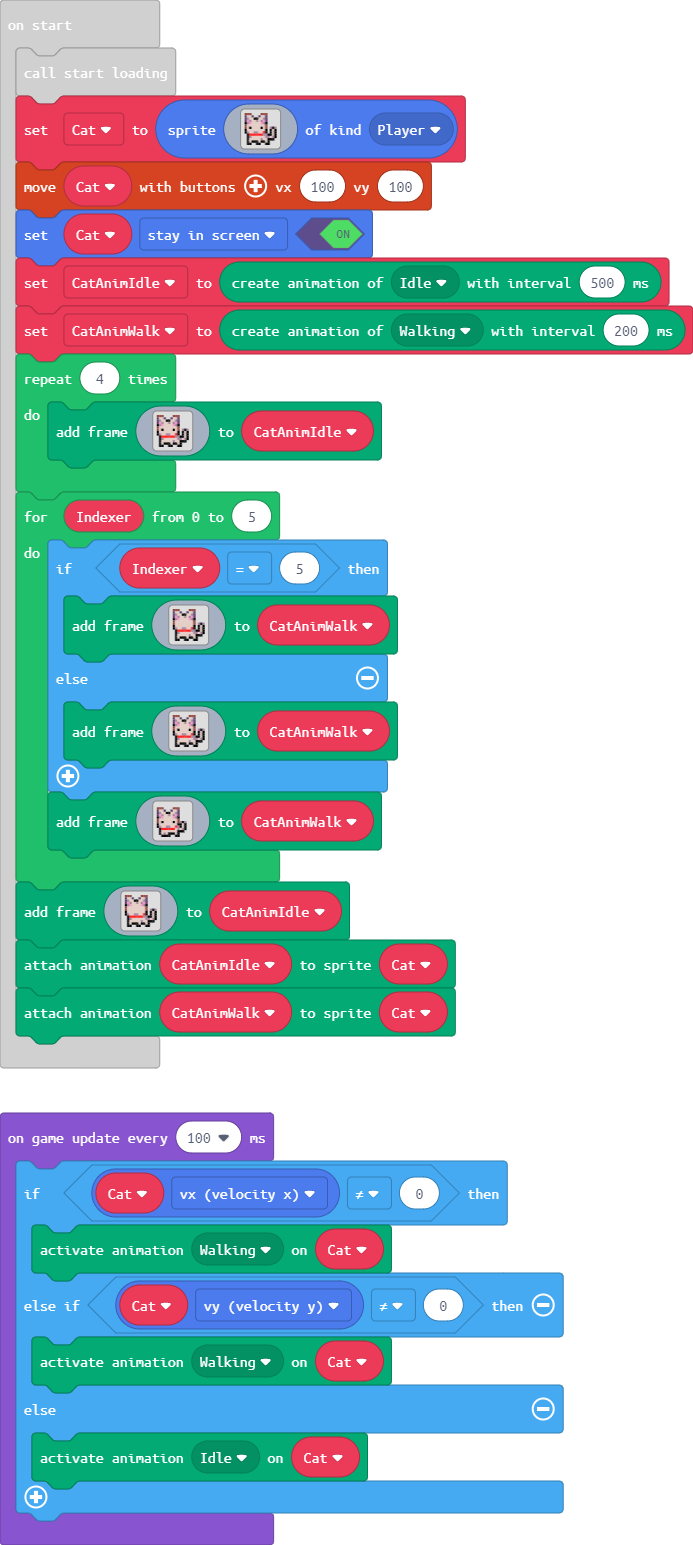 on start
call start loading
set Cat to sprite of kind Player
move Cat with buttons vx 100 vy 100
set Cat stay in screen ON
set CatAnimIdle to create animation of Idle with interval 500 ms
set CatAnimWalk to create animation of Walking with interval 200 ms
repeat 4 times
do
add frame to CatAnimIdle
for Indexer from 0 to 5
do
if Indexer = 5 then
add frame to CatAnimWalk
else
add frame to CatAnimWalk
add frame to CatAnimWalk
add frame to CatAnimIdle
attach animation CatAnimIdle to sprite Cat
attach animation CatAnimWalk to sprite Cat
on game update every 100 ms
if Cat vx (velocity x) ≠ 0 then
activate animation Walking on Cat
else if Cat vy (velocity y) ≠ 0 then
activate animation Walking on Cat
else
activate animation Idle on Cat